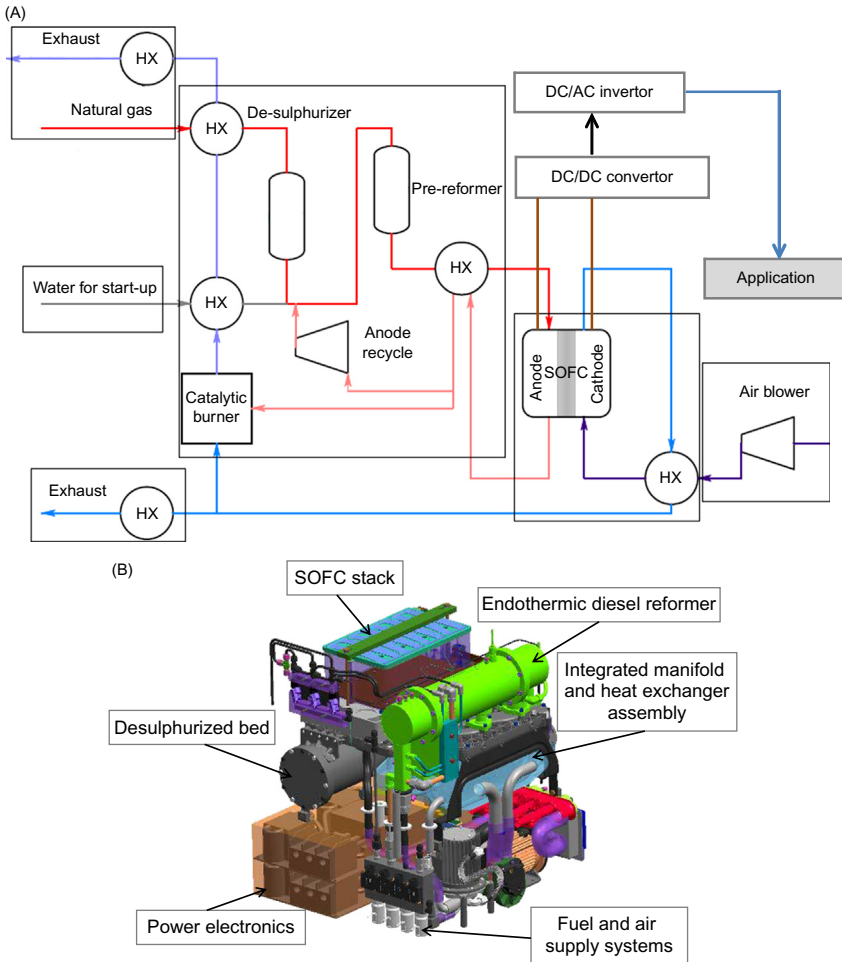 (A)
Exhaust
HX
Natural gas
HX
De-sulphurizer
Pre-reformer
HX
Water for start-up
HX
Anode
recycle
Catalytic
burner
Exhaust
HX
DC/AC invertor
DC/DC convertor
Application
Anode
SOFC
Cathode
Air blower
HX
(B)
SOFC stack
Endothermic diesel reformer
Integrated manifold
and heat exchanger
assembly
Desulphurized bed
Power electronics
Fuel and air
supply systems